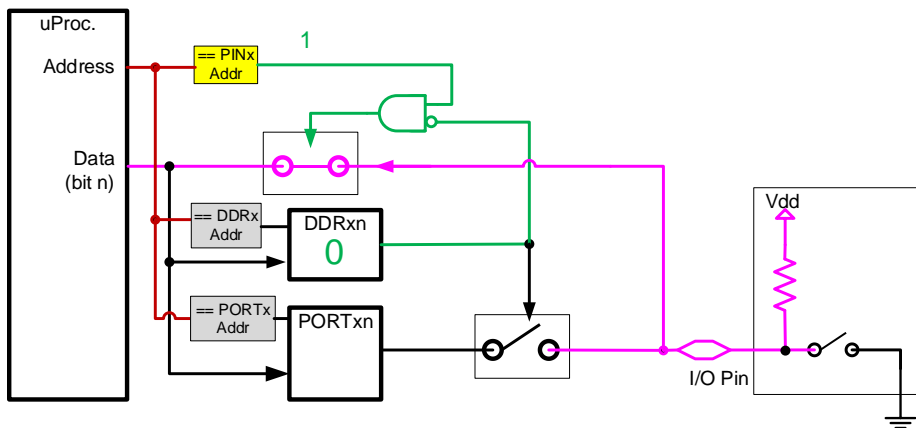 uProc.
1
Address
== PINx
Addr
Data
(bit n)
Vdd
== DDRx
Addr
DDRxn
0
== PORTx
Addr
PORTxn
I/O Pin